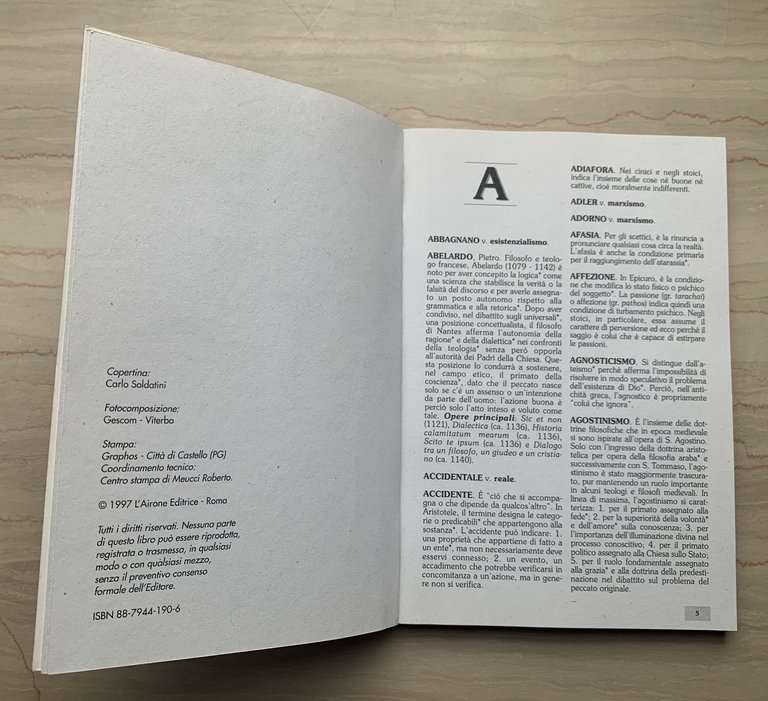 Copertina:
Carlo Soldatini
Fotocomposizione:
Gescom - Viterbo
Stampa:
Graphos - Città di Castello (PG)
Coordinamento tecnico:
Centro stampa di Meucci Roberto.
© 1997 L'Airone Editrice - Roma
Tutti i diritti riservati. Nessuna parte
di questo libro può essere riprodotta,
registrata o trasmessa, in qualsiasi
modo o con qualsiasi mezzo,
senza il preventivo consenso
formale dell'Editore.
ISBN 88-7944-190-6
A
ABBAGNANO v. esistenzialismo.
ABELARDO, Pietro. Filosofo e teolo-
go francese, Abelardo (1079 - 1142) è
noto per aver concepito la logica* come
una scienza che stabilisce la verità o la
falsità del discorso e per averle assegna-
to un posto autonomo rispetto alla
grammatica e alla retorica*. Dopo aver
condiviso, nel dibattito sugli universali*,
una posizione concettualista, il filosofo
di Nantes afferma l'autonomia della
ragione* e della dialettica* nei confronti
della teologia* senza però opporla
all'autorità dei Padri della Chiesa. Que-
sta posizione lo condurrà a sostenere,
nel campo etico, il primato della
coscienza*, dato che il peccato nasce
solo se c'è un assenso o un'intenzione
da parte dell'uomo: l'azione buona è
perciò solo l'atto inteso e voluto come
tale. Opere principali: Sic et non
(1121), Dialectica (ca. 1136), Historia
calamitatum mearum (ca. 1136),
Scito te ipsum (ca. 1136) e Dialogo
tra un filosofo, un giudeo e un cristia-
no (ca. 1140).
ACCIDENTALE v. reale.
ACCIDENTE. È “ciò che si accompa-
gna o che dipende da qualcos'altro”. In
Aristotele, il termine designa le catego-
rie o predicabili* che appartengono alla
sostanza*. L'accidente può indicare: 1.
una proprietà che appartiene di fatto a
un ente*, ma non necessariamente deve
esservi connesso; 2. un evento, un
accadimento che potrebbe verificarsi in
concomitanza a un'azione, ma in gene-
re non si verifica.
ADIAFORA. Nei cinici e negli stoici,
indica l'insieme delle cose nè buone nè
cattive, cioè moralmente indifferenti.
ADLER v. marxismo.
ADORNO v. marxismo.
AFASIA. Per gli scettici, è la rinuncia a
pronunciare qualsiasi cosa circa la realtà.
L'afasia è anche la condizione primaria
per il raggiungimento dell'atarassia*.
AFFEZIONE. In Epicuro, è la condizio-
ne che modifica lo stato fisico o psichico
del soggetto*. La passione (gr. tarachai)
o affezione (gr. pathos) indica quindi una
condizione di turbamento psichico. Negli
stoici, in particolare, essa assume il
carattere di perversione ed ecco perchè il
saggio è colui che è capace di estirpare
le passioni.
AGNOSTICISMO. Si distingue dall'a-
teismo* perché afferma l'impossibilità di
risolvere in modo speculativo il problema
dell'esistenza di Dio*. Perciò, nell'anti-
chità greca, l'agnostico è propriamente
“colui che ignora”.
AGOSTINISMO. È l'insieme delle dot-
trine filosofiche che in epoca medievale
si sono ispirate all'opera di S. Agostino.
Solo con l'ingresso della dottrina aristo-
telica per opera della filosofia araba* e
successivamente con S. Tommaso, l'ago-
stinismo è stato maggiormente trascura-
to, pur mantenendo un ruolo importante
in alcuni teologi e filosofi medievali. In
linea di massima, l'agostinismo si carat-
terizza: 1. per il primato assegnato alla
fede*; 2. per la superiorità della volontà*
e dell'amore* sulla conoscenza; 3. per
l'importanza dell'illuminazione divina nel
processo conoscitivo; 4. per il primato
politico assegnato alla Chiesa sullo Stato;
5. per il ruolo fondamentale assegnato
alla grazia* e alla dottrina della predesti-
nazione nel dibattito sul problema del
peccato originale.
5